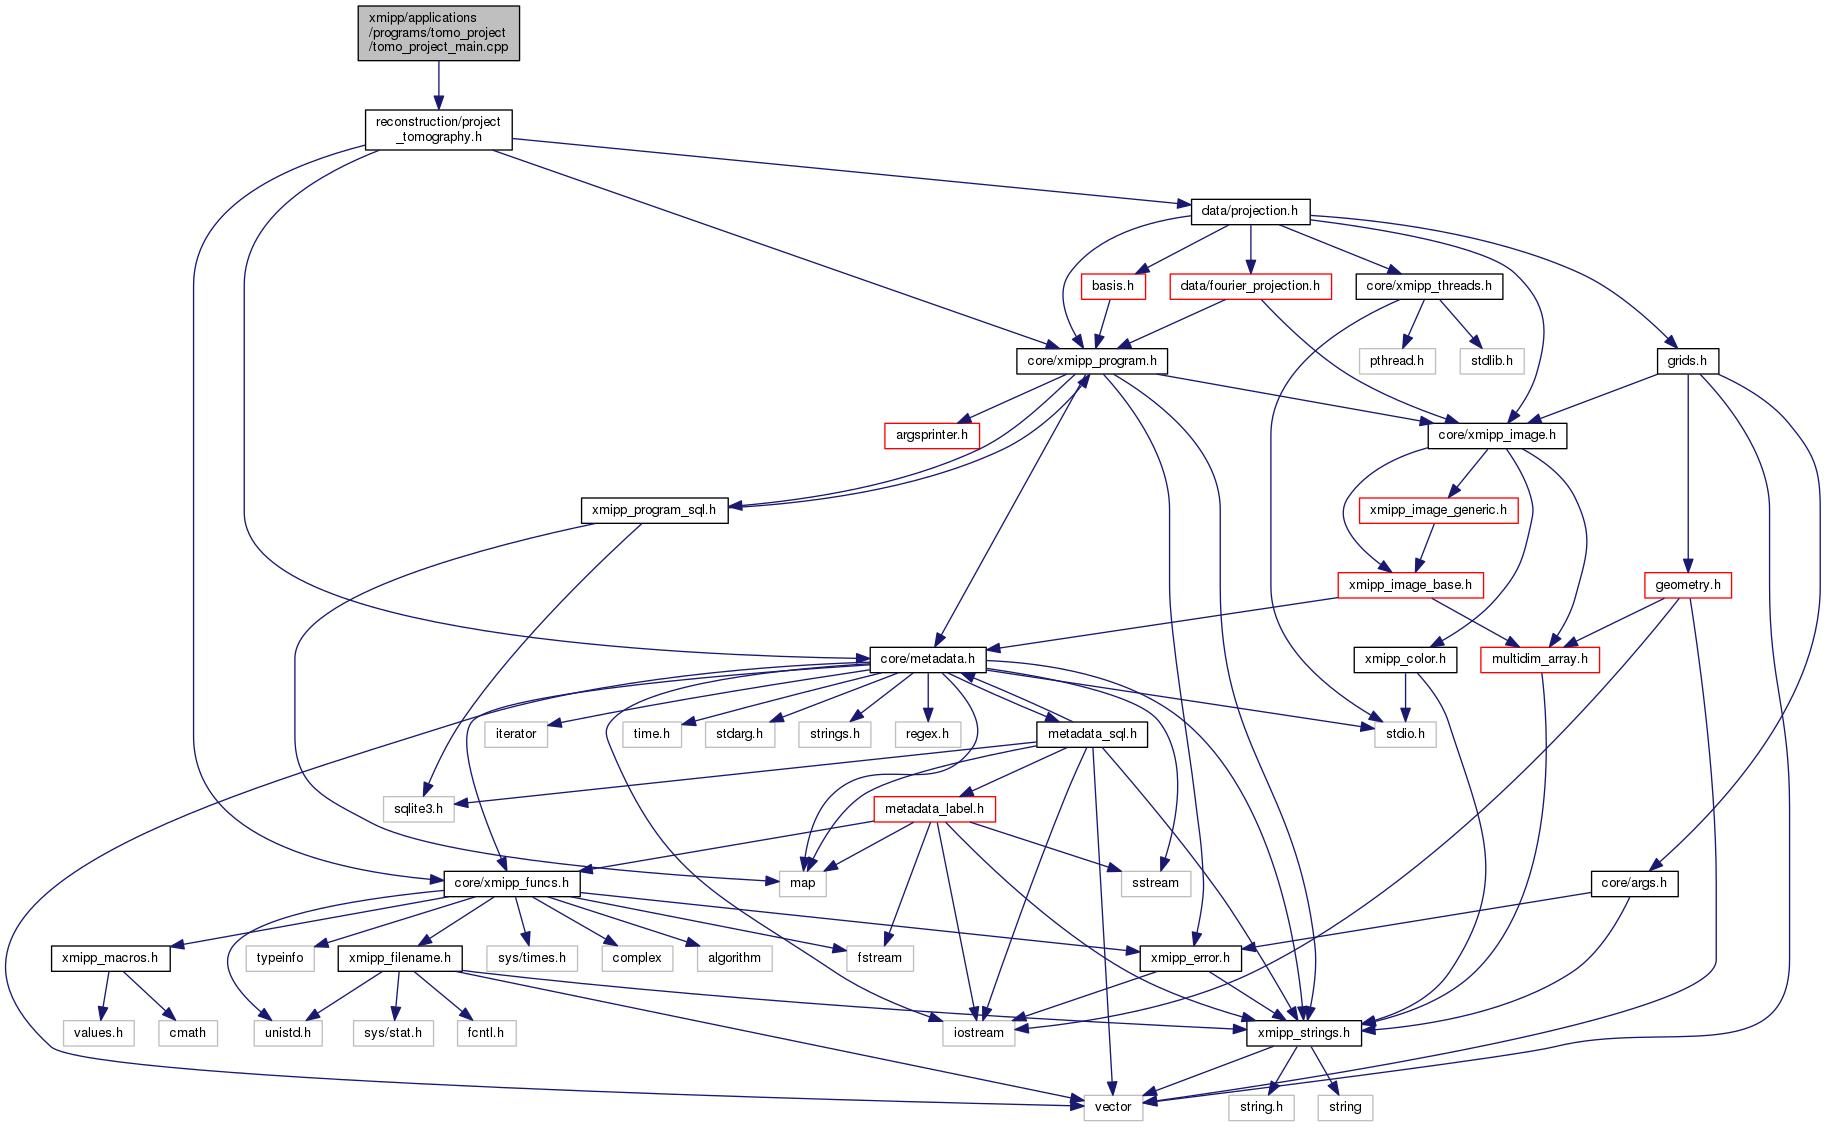 xmipp/applications
/programs/tomo_project
/tomo_project_main.cpp
reconstruction/project
_tomography.h
data/projection.h
basis.h
data/fourier_projection.h
core/xmipp_threads.h
core/xmipp_program.h
pthread.h
stdlib.h
grids.h
argsprinter.h
core/xmipp_image.h
xmipp_program_sql.h
xmipp_image_generic.h
xmipp_image_base.h
geometry.h
core/metadata.h
xmipp_color.h
multidim_array.h
iterator
time.h
stdarg.h
strings.h
regex.h
metadata_sql.h
stdio.h
sqlite3.h
metadata_label.h
core/xmipp_funcs.h
map
sstream
core/args.h
xmipp_macros.h
typeinfo
xmipp_filename.h
sys/times.h
complex
algorithm
fstream
xmipp_error.h
values.h
cmath
unistd.h
sys/stat.h
fcntl.h
iostream
xmipp_strings.h
vector
string.h
string